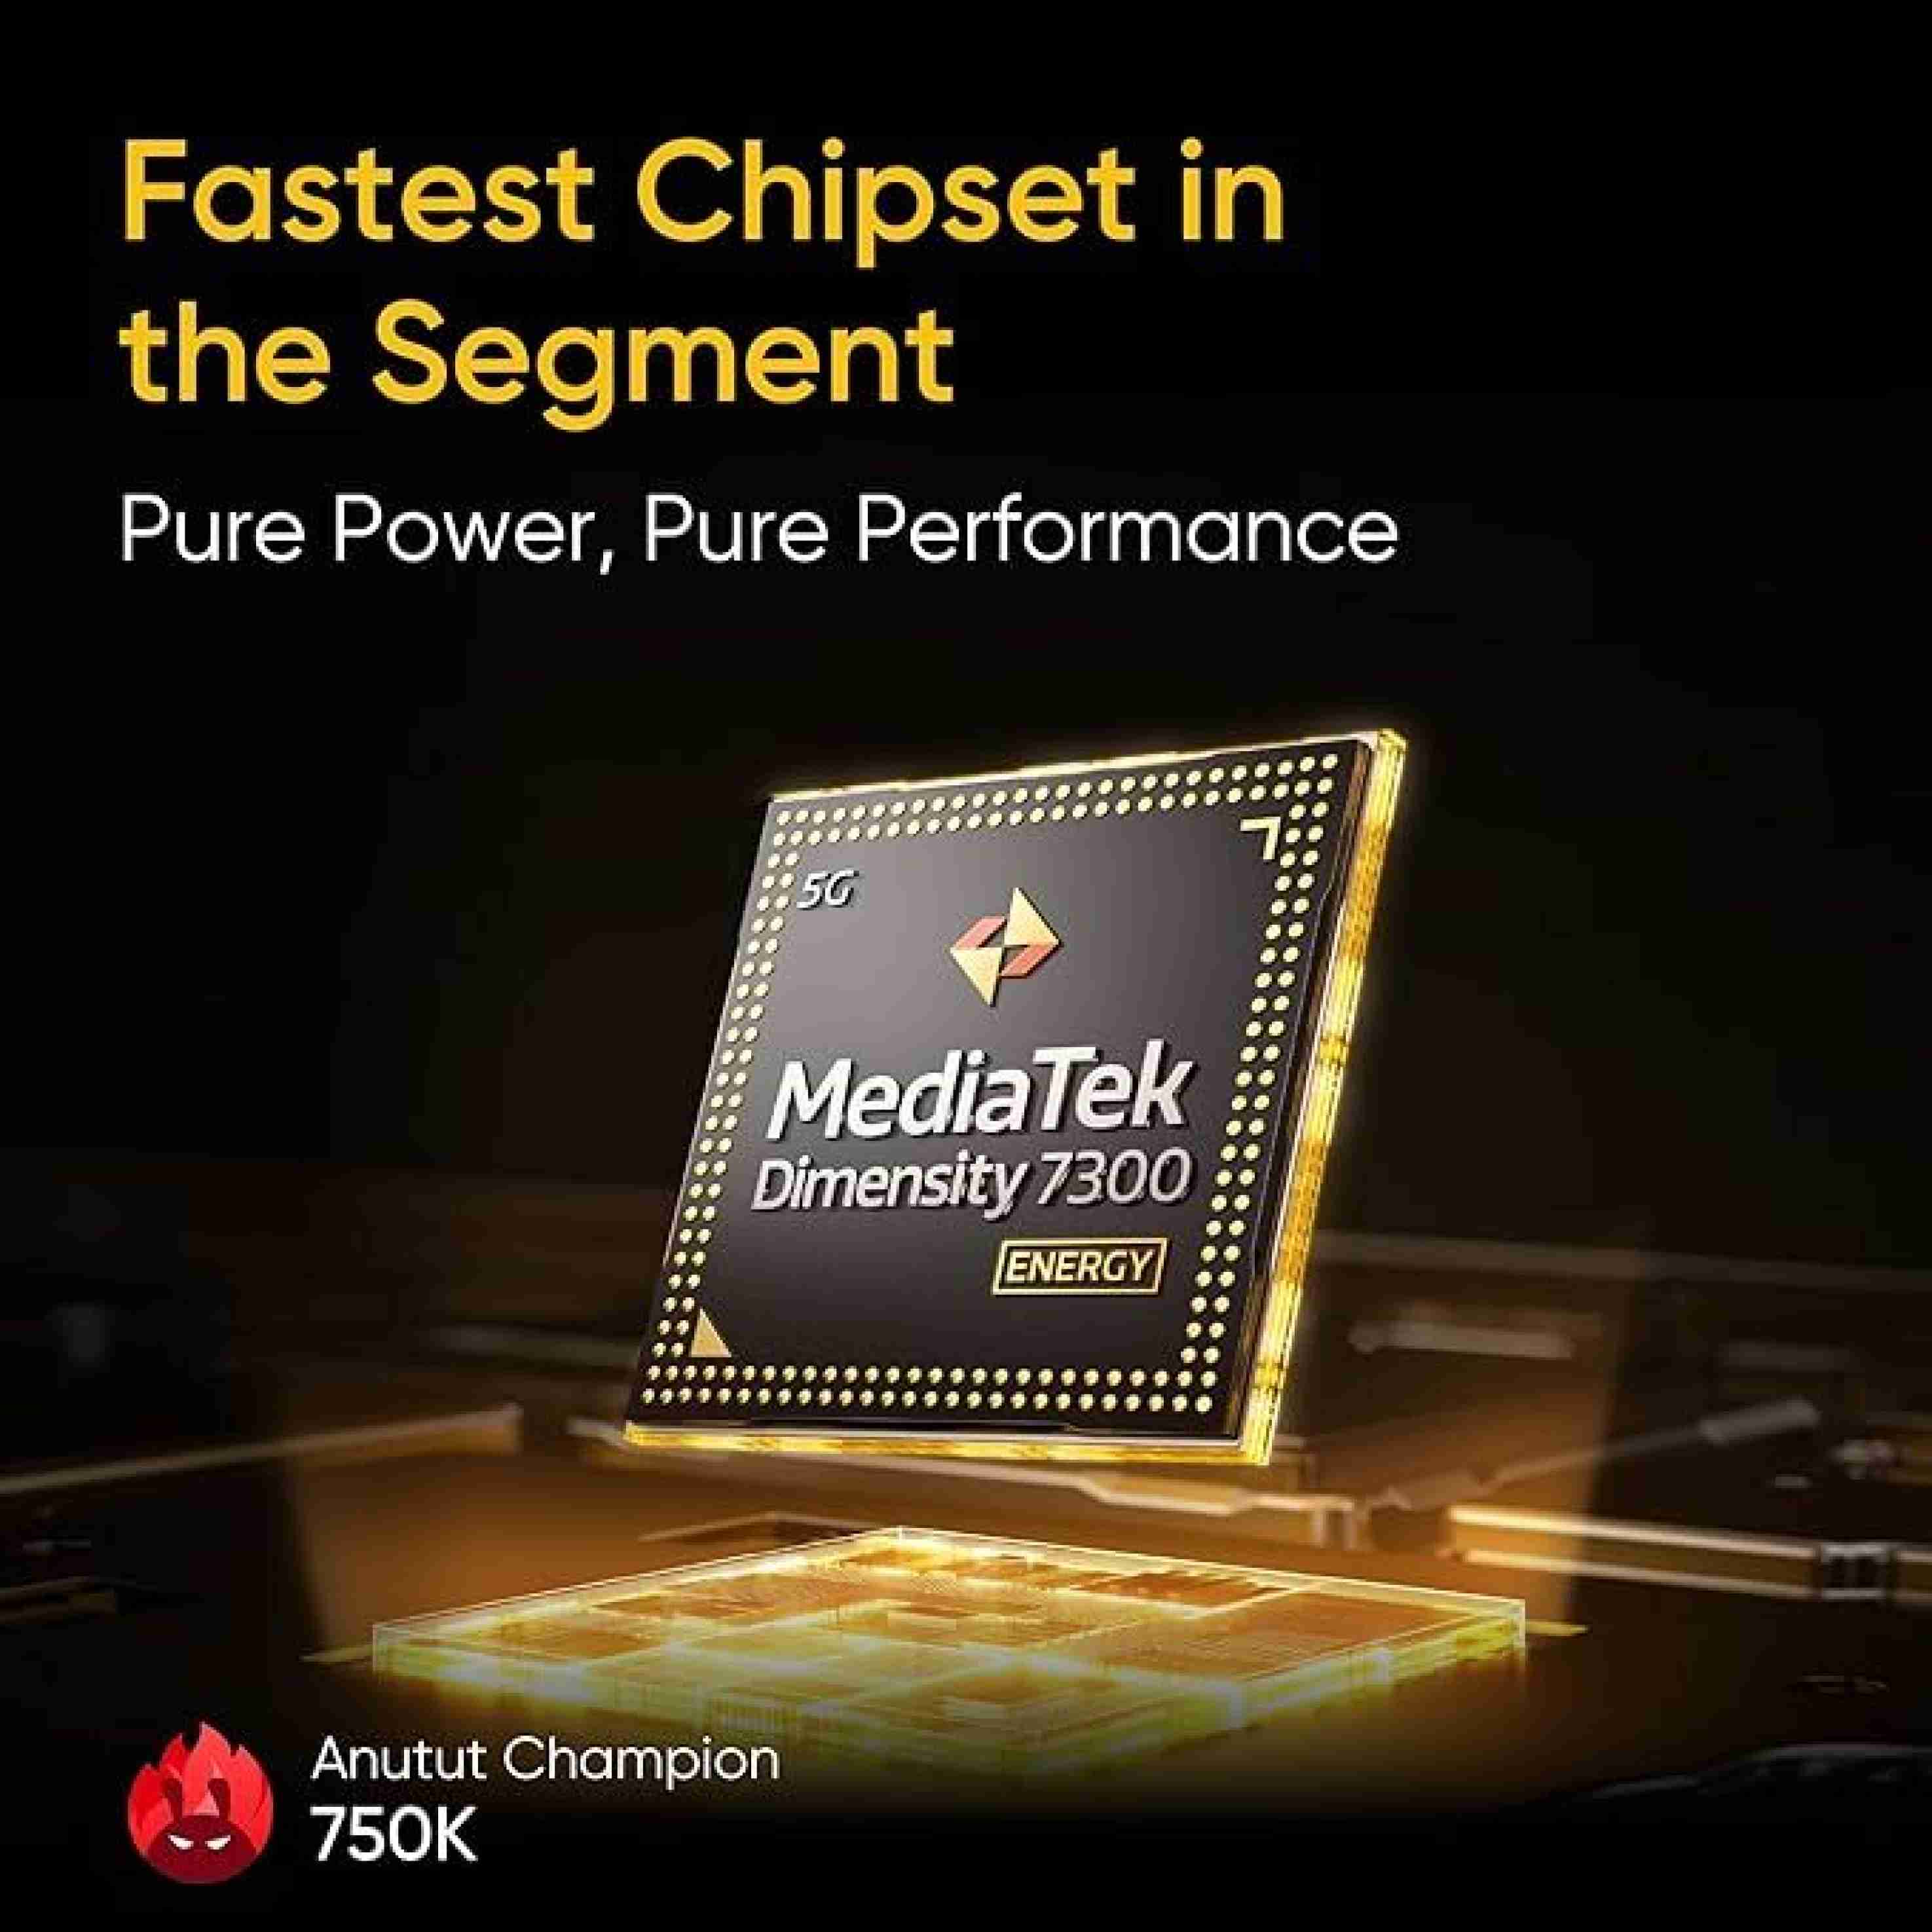 Fastest Chipset in
the Segment
Pure Power, Pure Performance
5G
MediaTek
Dimensity 7300
ENERGY
Anutut Champion
750K